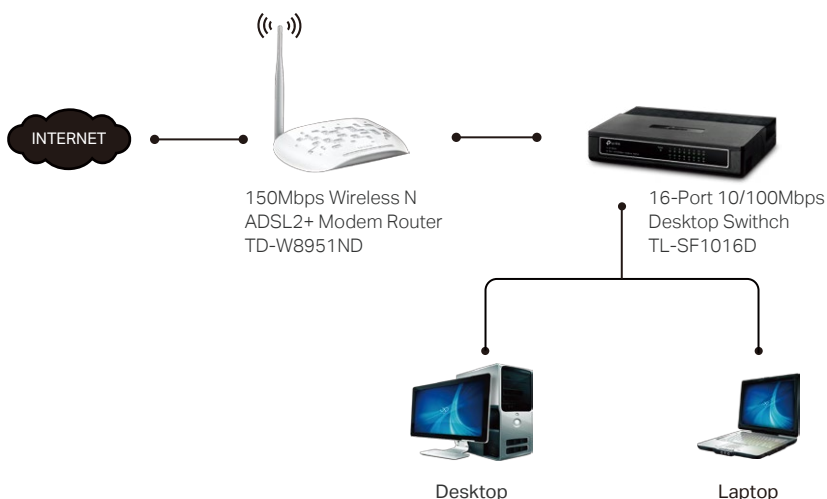 INTERNET
150Mbps Wireless N
ADSL2+ Modem Router
TD-W8951ND
16-Port 10/100Mbps
Desktop Swithch
TL-SF1016D
Desktop
Laptop